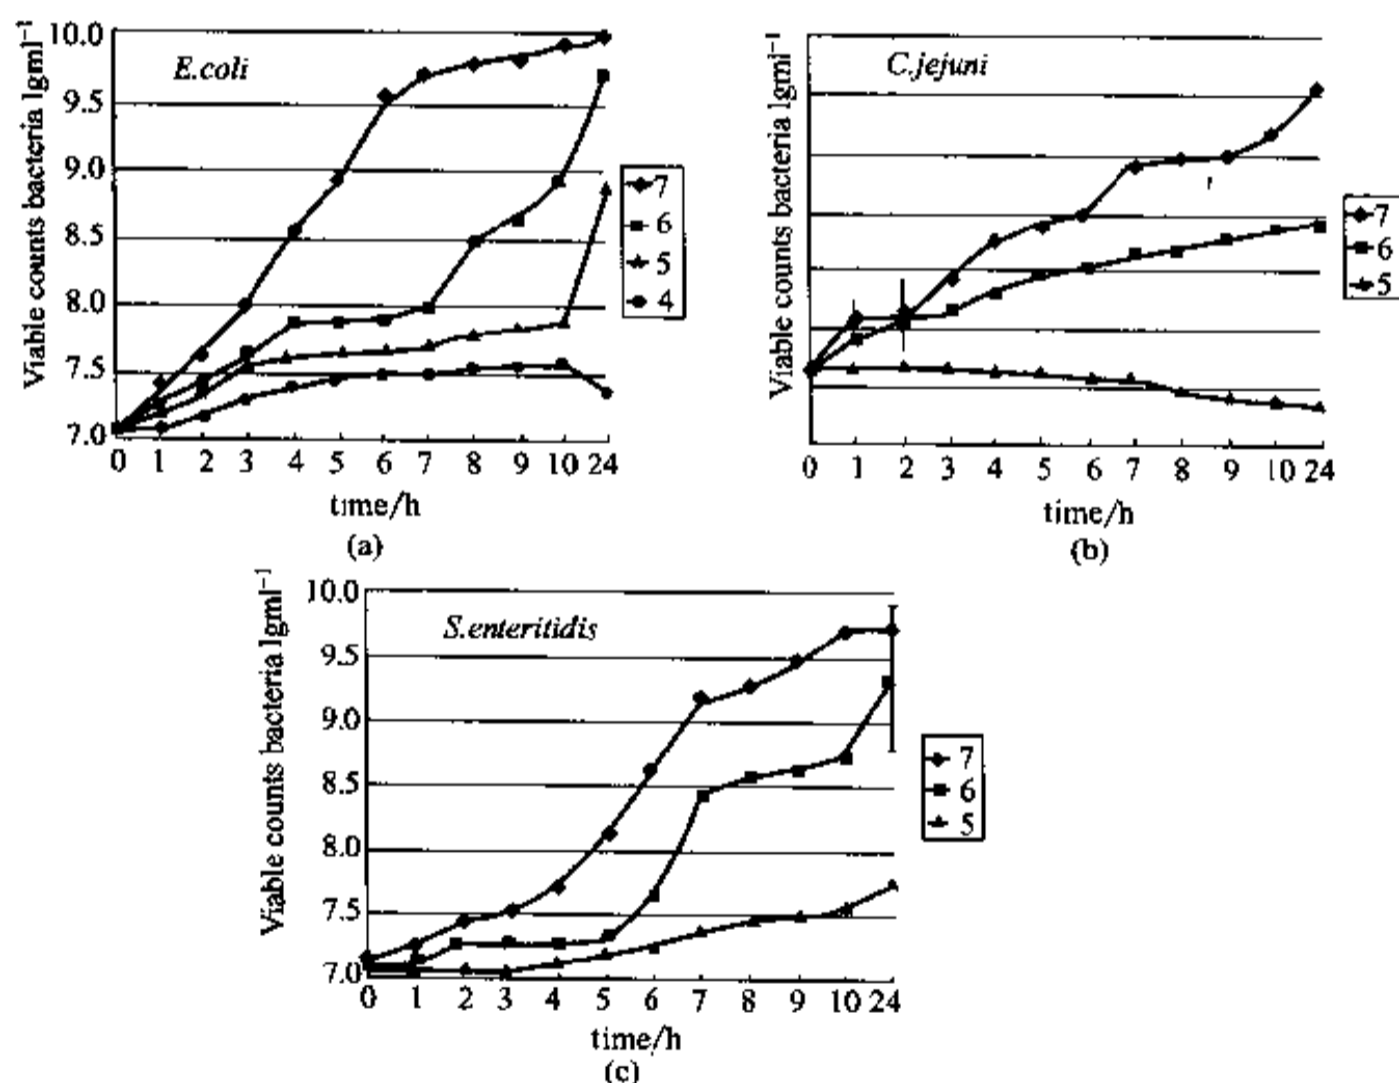 Viable counts bacteria lgml⁻¹
10.0
9.5
9.0
8.5
8.0
7.5
7.0
E.coli
7
6
5
4
0 1 2 3 4 5 6 7 8 9 10 24
time/h
(a)
Viable counts bacteria lgml⁻¹
C.jejuni
7
6
5
0 1 2 3 4 5 6 7 8 9 10 24
time/h
(b)
Viable counts bacteria lgml⁻¹
10.0
9.5
9.0
8.5
8.0
7.5
7.0
S.enteritidis
7
6
5
0 1 2 3 4 5 6 7 8 9 10 24
time/h
(c)